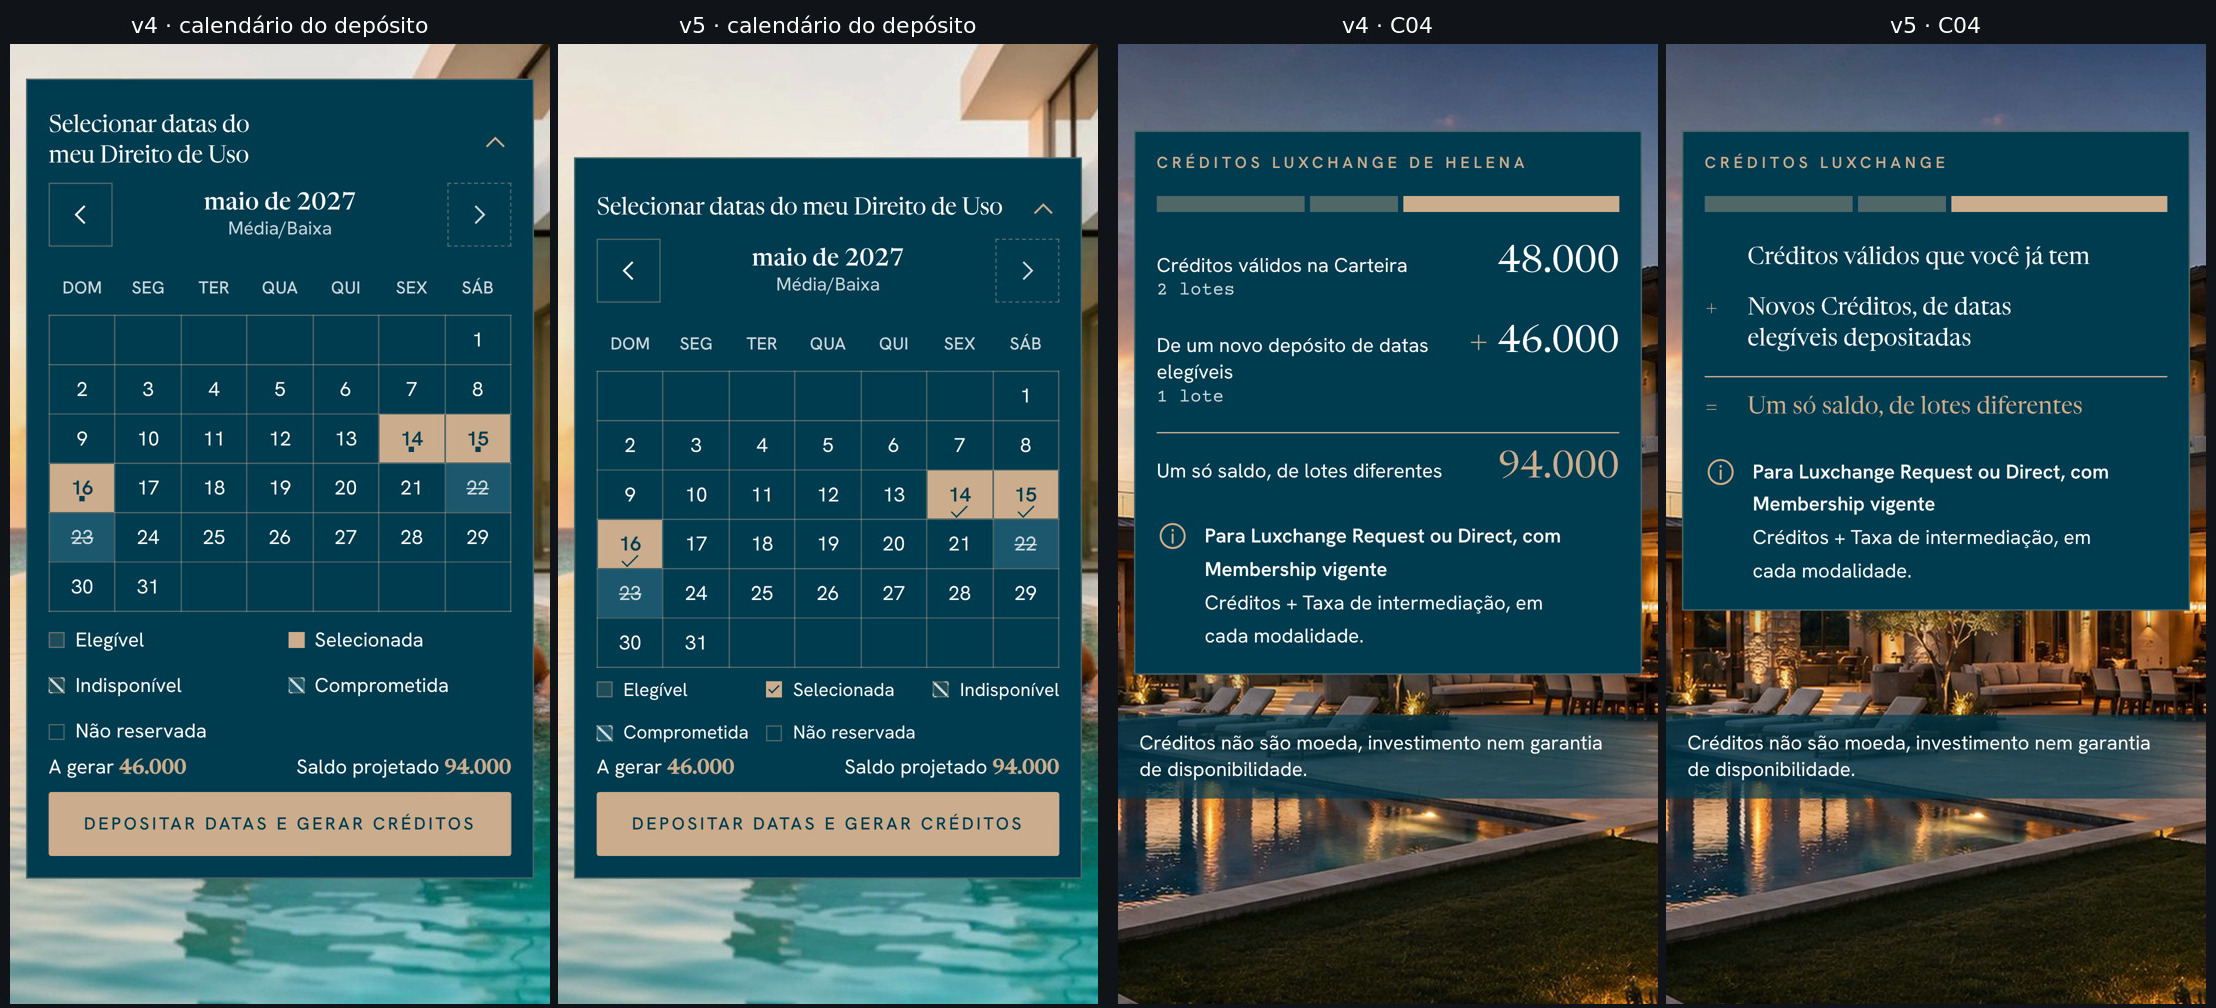 v4 · calendário do depósito
Selecionar datas do
meu Direito de Uso
maio de 2027
Média/Baixa
DOM SEG TER QUA QUI SEX SÁB
1
2 3 4 5 6 7 8
9 10 11 12 13 14 15
16 17 18 19 20 21 22
23 24 25 26 27 28 29
30 31
Elegível Selecionada
Indisponível Comprometida
Não reservada
A gerar 46.000 Saldo projetado 94.000
DEPOSITAR DATAS E GERAR CRÉDITOS
v5 · calendário do depósito
Selecionar datas do meu Direito de Uso
maio de 2027
Média/Baixa
DOM SEG TER QUA QUI SEX SÁB
1
2 3 4 5 6 7 8
9 10 11 12 13 14 15
16 17 18 19 20 21 22
23 24 25 26 27 28 29
30 31
Elegível Selecionada Indisponível
Comprometida Não reservada
A gerar 46.000 Saldo projetado 94.000
DEPOSITAR DATAS E GERAR CRÉDITOS
v4 · C04
CRÉDITOS LUXCHANGE DE HELENA
Créditos válidos na Carteira 48.000
2 lotes
De um novo depósito de datas + 46.000
elegíveis
1 lote
Um só saldo, de lotes diferentes 94.000
Para Luxchange Request ou Direct, com
Membership vigente
Créditos + Taxa de intermediação, em
cada modalidade.
Créditos não são moeda, investimento nem garantia
de disponibilidade.
v5 · C04
CRÉDITOS LUXCHANGE
Créditos válidos que você já tem
+ Novos Créditos, de datas
elegíveis depositadas
= Um só saldo, de lotes diferentes
Para Luxchange Request ou Direct, com
Membership vigente
Créditos + Taxa de intermediação, em
cada modalidade.
Créditos não são moeda, investimento nem garantia
de disponibilidade.